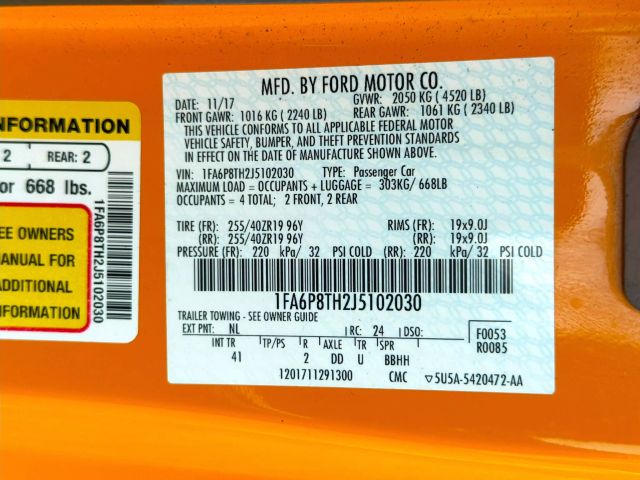 NFORMATION
2 REAR: 2
or 668 lbs.
EE OWNERS
MANUAL FOR
ADDITIONAL
INFORMATION
1FA6P8TH2J5102030
MFD. BY FORD MOTOR CO.
DATE: 11/17 GVWR: 2050 KG ( 4520 LB)
FRONT GAWR: 1016 KG ( 2240 LB) REAR GAWR: 1061 KG ( 2340 LB)
THIS VEHICLE CONFORMS TO ALL APPLICABLE FEDERAL MOTOR
VEHICLE SAFETY, BUMPER, AND THEFT PREVENTION STANDARDS
IN EFFECT ON THE DATE OF MANUFACTURE SHOWN ABOVE.
VIN: 1FA6P8TH2J5102030 TYPE: Passenger Car
MAXIMUM LOAD = OCCUPANTS + LUGGAGE = 303KG/ 668LB
OCCUPANTS = 4 TOTAL; 2 FRONT, 2 REAR
TIRE (FR): 255/40ZR19 96Y RIMS (FR): 19x9.0J
(RR): 255/40ZR19 96Y (RR): 19x9.0J
PRESSURE (FR): 220 kPa/ 32 PSI COLD (RR): 220 kPa/ 32 PSI COLD
1FA6P8TH2J5102030
TRAILER TOWING - SEE OWNER GUIDE
EXT PNT: NL RC: 24 DSO: F0053
INT TR TP/PS R AXLE TR SPR R0085
41 2 DD U BBHH
1201711291300 CMC ▽5U5A-5420472-AA